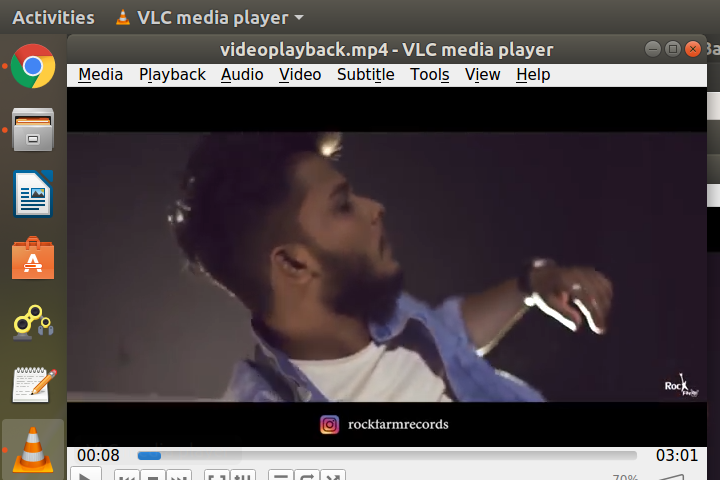 Activities VLC media player
videoplayback.mp4 - VLC media player
Media Playback Audio Video Subtitle Tools View Help
Rock
rockfarmrecords
00:08 03:01
70%